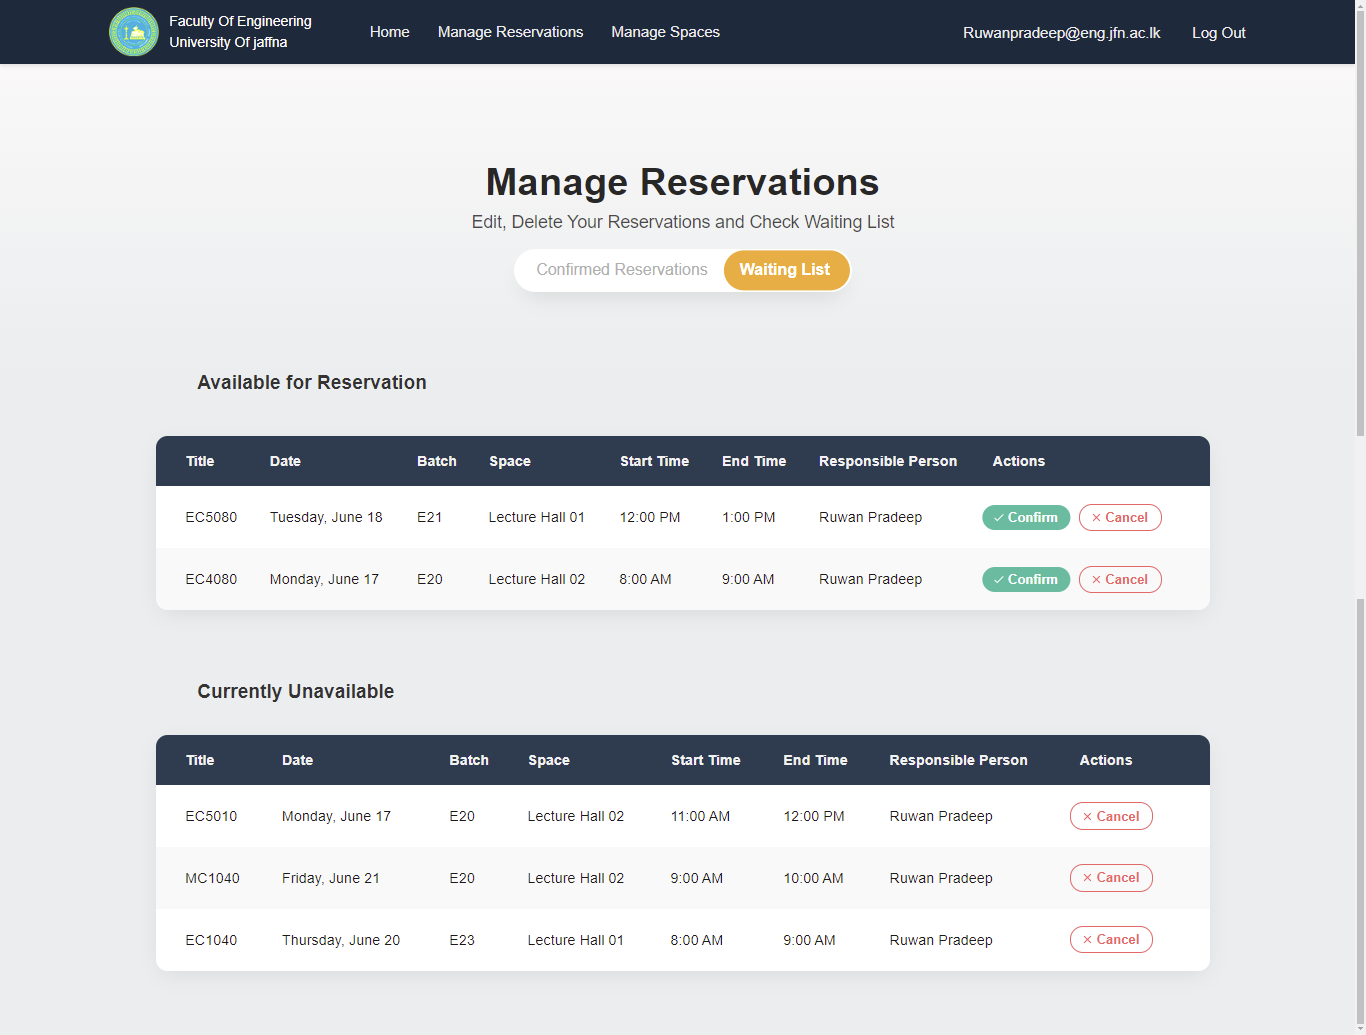 Faculty Of Engineering
University Of jaffna
Home Manage Reservations Manage Spaces Ruwanpradeep@eng.jfn.ac.lk Log Out
Manage Reservations
Edit, Delete Your Reservations and Check Waiting List
Confirmed Reservations Waiting List
Available for Reservation
Title Date Batch Space Start Time End Time Responsible Person Actions
EC5080 Tuesday, June 18 E21 Lecture Hall 01 12:00 PM 1:00 PM Ruwan Pradeep Confirm Cancel
EC4080 Monday, June 17 E20 Lecture Hall 02 8:00 AM 9:00 AM Ruwan Pradeep Confirm Cancel
Currently Unavailable
Title Date Batch Space Start Time End Time Responsible Person Actions
EC5010 Monday, June 17 E20 Lecture Hall 02 11:00 AM 12:00 PM Ruwan Pradeep Cancel
MC1040 Friday, June 21 E20 Lecture Hall 02 9:00 AM 10:00 AM Ruwan Pradeep Cancel
EC1040 Thursday, June 20 E23 Lecture Hall 01 8:00 AM 9:00 AM Ruwan Pradeep Cancel